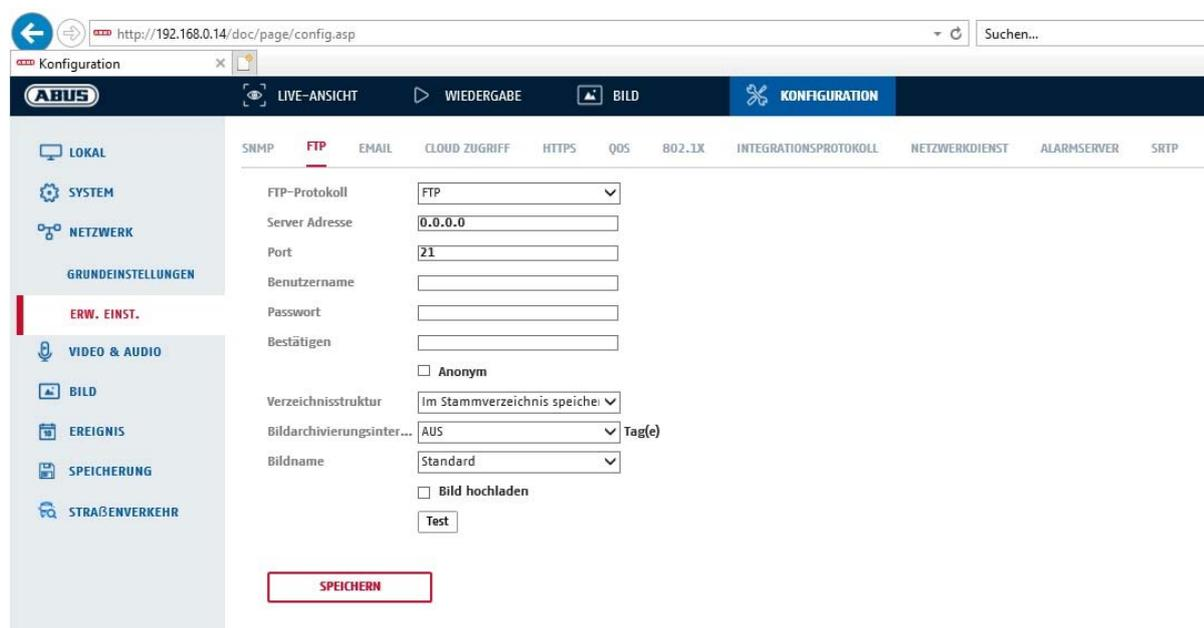 http://192.168.0.14/doc/page/config.asp
Suchen...
Konfiguration
ABUS
LIVE-ANSICHT WIEDERGABE BILD KONFIGURATION
SNMP FTP EMAIL CLOUD ZUGRIFF HTTPS QOS 802.1X INTEGRATIONSPROTOKOLL NETZWERKDIENST ALARMSERVER SRTP
LOKAL
SYSTEM
NETZWERK
GRUNDEINSTELLUNGEN
ERW. EINST.
VIDEO & AUDIO
BILD
EREIGNIS
SPEICHERUNG
STRAßENVERKEHR
FTP-Protokoll FTP
Server Adresse 0.0.0.0
Port 21
Benutzername
Passwort
Bestätigen
Anonym
Verzeichnisstruktur Im Stammverzeichnis speicher
Bildarchivierungsinter... AUS Tag(e)
Bildname Standard
Bild hochladen
Test
SPEICHERN